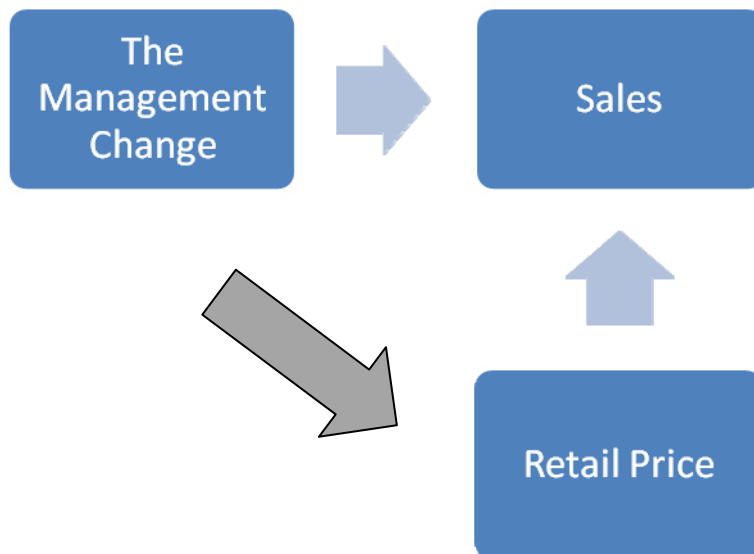 The
Management
Change
Sales
Retail Price